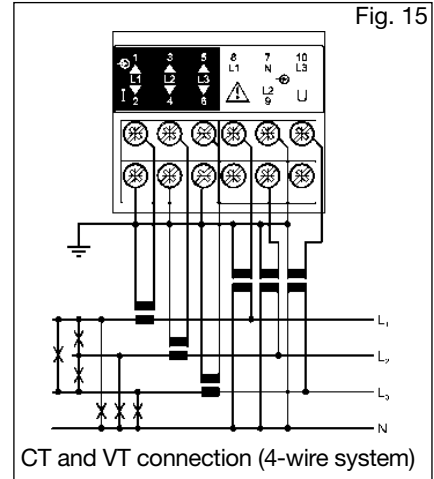 Fig. 15
1 3 5 8 7 10
L1 N L3
L1 L2 L3
I 2 4 6 L2 U
9
L₁
L₂
L₃
N
CT and VT connection (4-wire system)